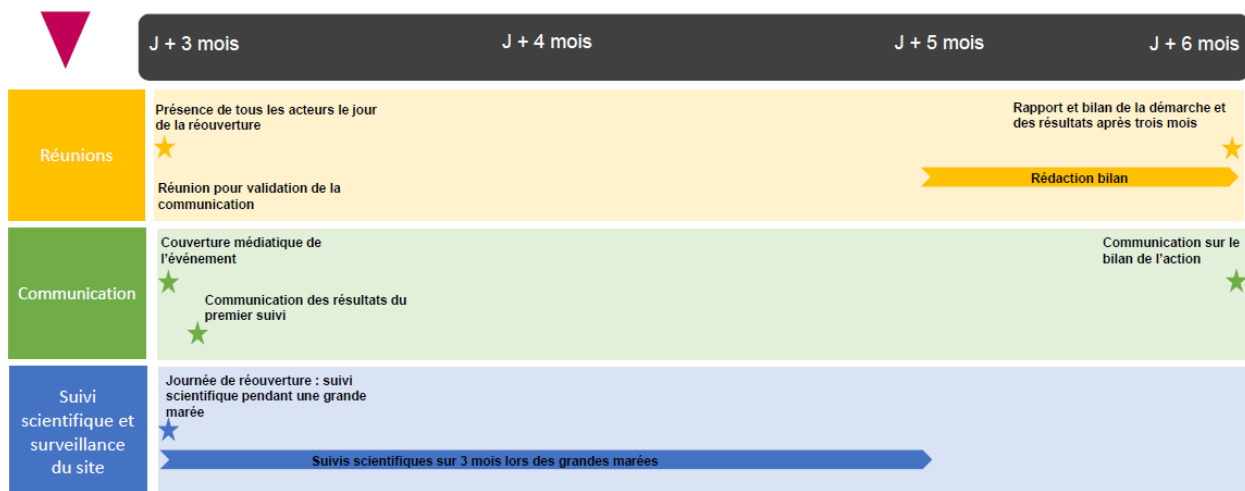 J + 3 mois
J + 4 mois
J + 5 mois
J + 6 mois
Réunions
Présence de tous les acteurs le jour
de la réouverture
Réunion pour validation de la
communication
Rapport et bilan de la démarche et
des résultats après trois mois
Rédaction bilan
Communication
Couverture médiatique de
l'événement
Communication des résultats du
premier suivi
Communication sur le
bilan de l'action
Suivi
scientifique et
surveillance
du site
Journée de réouverture : suivi
scientifique pendant une grande
marée
Suivis scientifiques sur 3 mois lors des grandes marées